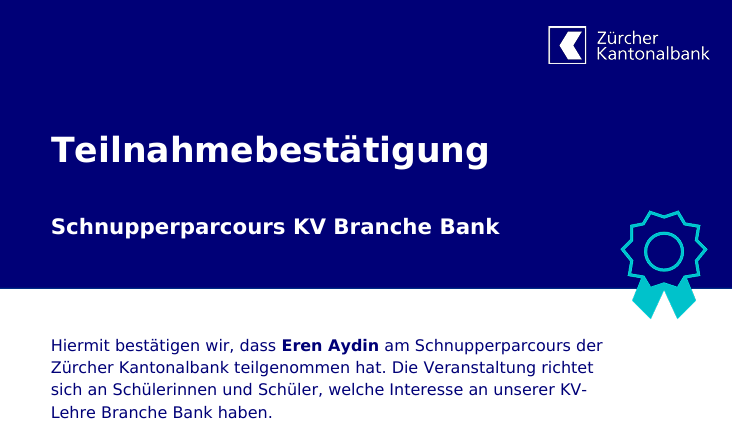 Zürcher
Kantonalbank
Teilnahmebestätigung
Schnupperparcours KV Branche Bank
Hiermit bestätigen wir, dass Eren Aydin am Schnupperparcours der
Zürcher Kantonalbank teilgenommen hat. Die Veranstaltung richtet
sich an Schülerinnen und Schüler, welche Interesse an unserer KV-
Lehre Branche Bank haben.